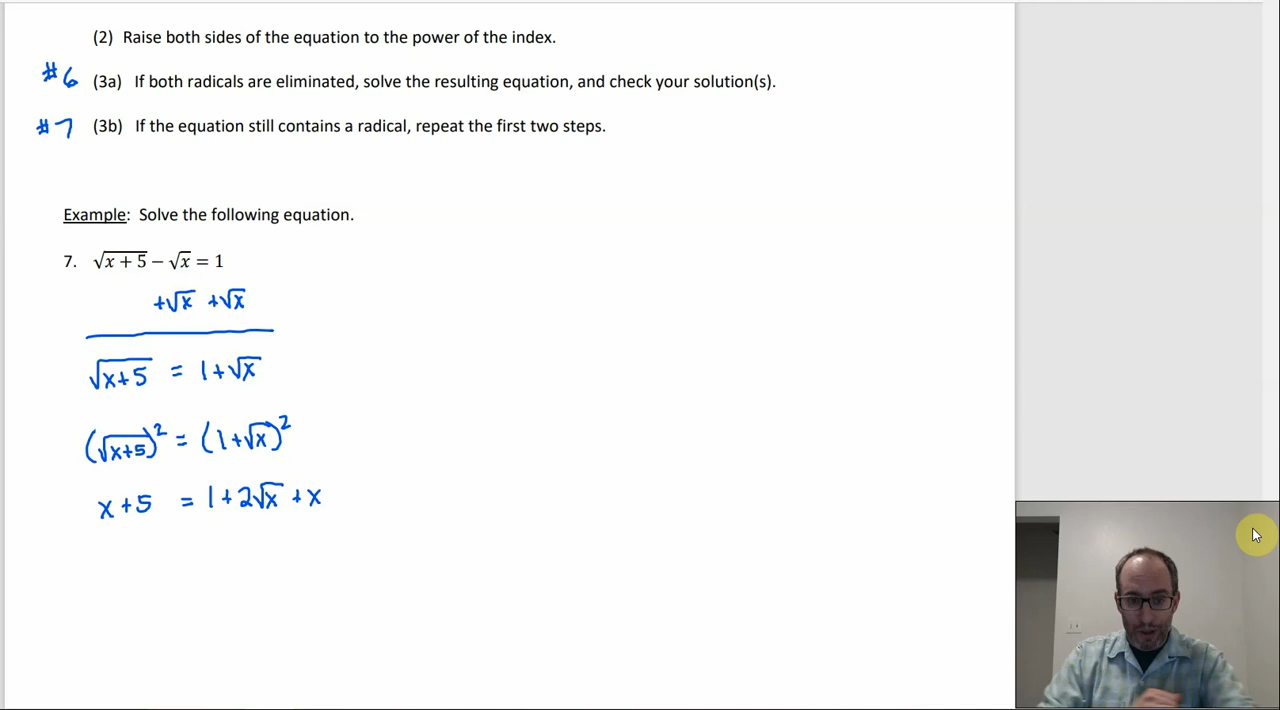 (2) Raise both sides of the equation to the power of the index.
#6 (3a) If both radicals are eliminated, solve the resulting equation, and check your solution(s).
#7 (3b) If the equation still contains a radical, repeat the first two steps.
Example: Solve the following equation.
7. √(x + 5) − √x = 1
+√x +√x
√(x+5) = 1+√x
(√(x+5))² = (1+√x)²
x+5 = 1+2√x +x